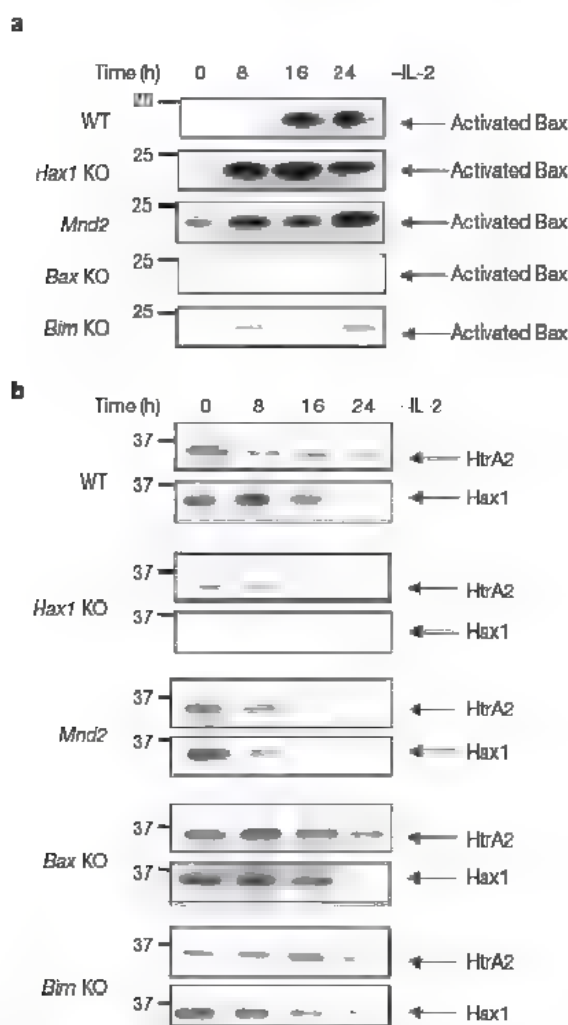 a
Time (h) 0 8 16 24 –IL-2
WT Activated Bax
25
Hax1 KO Activated Bax
25
Mnd2 Activated Bax
25
Bax KO Activated Bax
25
Bim KO Activated Bax
b
Time (h) 0 8 16 24 -IL-2
37
HtrA2
WT
37
Hax1
37
HtrA2
Hax1 KO
37
Hax1
37
HtrA2
Mnd2
37
Hax1
37
HtrA2
Bax KO
37
Hax1
37
HtrA2
Bim KO
37
Hax1